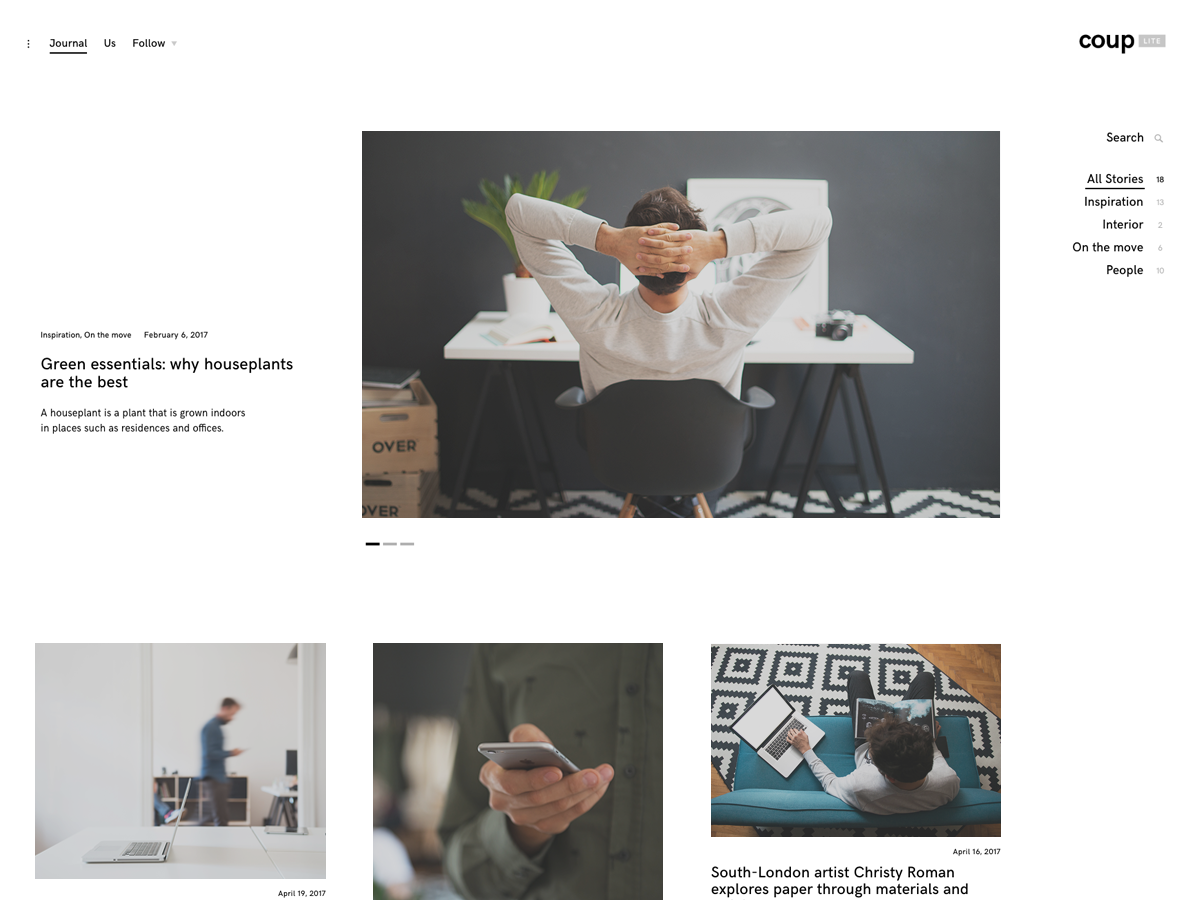 Journal Us Follow
coup LITE
Search
All Stories 18
Inspiration 13
Interior 2
On the move 6
People 10
Inspiration, On the move February 6, 2017
Green essentials: why houseplants
are the best
A houseplant is a plant that is grown indoors
in places such as residences and offices.
OVER
OVER
April 19, 2017
April 16, 2017
South-London artist Christy Roman
explores paper through materials and